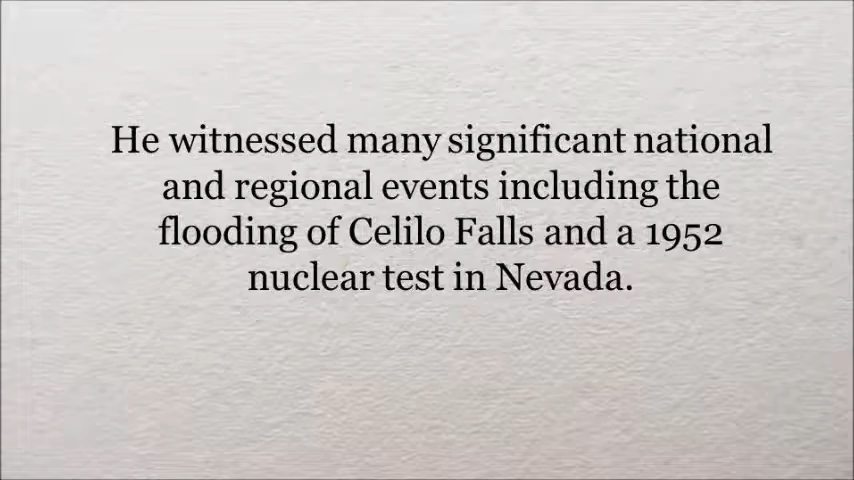 He witnessed many significant national
and regional events including the
flooding of Celilo Falls and a 1952
nuclear test in Nevada.